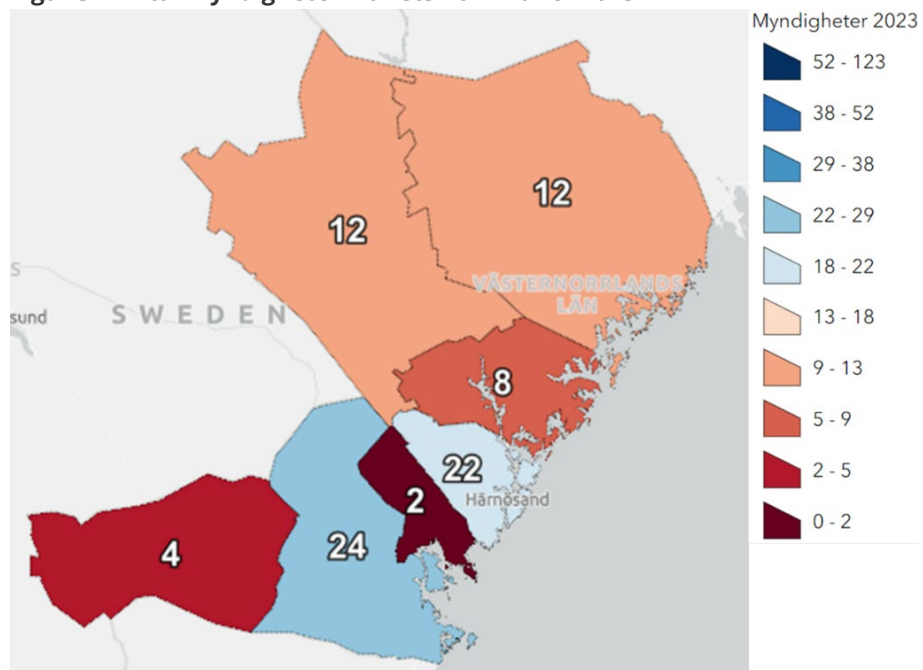 Myndigheter 2023
52 - 123
38 - 52
29 - 38
22 - 29
18 - 22
13 - 18
9 - 13
5 - 9
2 - 5
0 - 2
12
12
VÄSTERNORRLANDS
LÄN
S
sund
SWEDEN
8
22
Härnösand
2
24
4